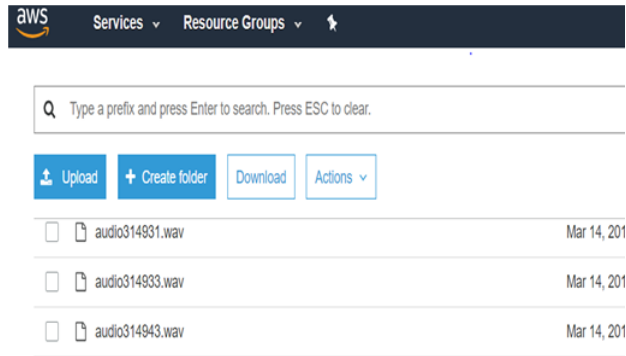 aws Services Resource Groups
Type a prefix and press Enter to search. Press ESC to clear.
Upload + Create folder Download Actions
audio314931.wav Mar 14, 201
audio314933.wav Mar 14, 201
audio314943.wav Mar 14, 201